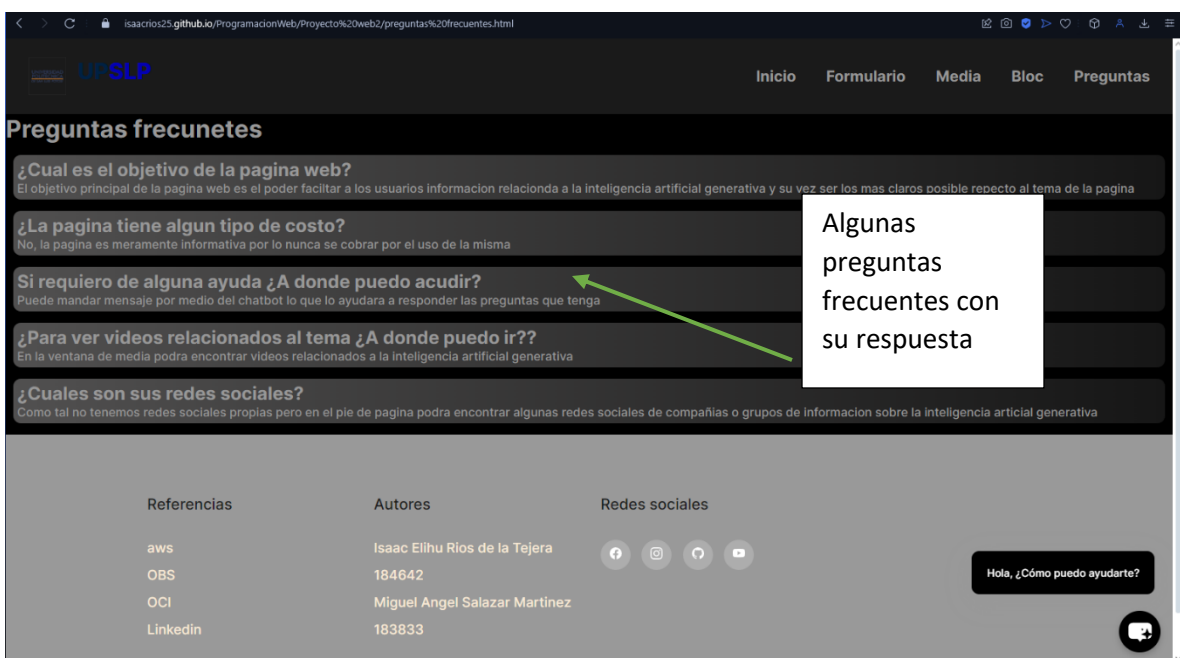 isaacrios25.github.io/ProgramacionWeb/Proyecto%20web2/preguntas%20frecuentes.html
UPSLP
Inicio Formulario Media Bloc Preguntas
Preguntas frecunetes
¿Cual es el objetivo de la pagina web?
El objetivo principal de la pagina web es el poder faciltar a los usuarios informacion relacionda a la inteligencia artificial generativa y su vez ser los mas claros posible repecto al tema de la pagina
¿La pagina tiene algun tipo de costo?
No, la pagina es meramente informativa por lo nunca se cobrar por el uso de la misma
Si requiero de alguna ayuda ¿A donde puedo acudir?
Puede mandar mensaje por medio del chatbot lo que lo ayudara a responder las preguntas que tenga
¿Para ver videos relacionados al tema ¿A donde puedo ir??
En la ventana de media podra encontrar videos relacionados a la inteligencia artificial generativa
¿Cuales son sus redes sociales?
Como tal no tenemos redes sociales propias pero en el pie de pagina podra encontrar algunas redes sociales de compañias o grupos de informacion sobre la inteligencia articial generativa
Algunas
preguntas
frecuentes con
su respuesta
Referencias
aws
OBS
OCI
Linkedin
Autores
Isaac Elihu Rios de la Tejera
184642
Miguel Angel Salazar Martinez
183833
Redes sociales
Hola, ¿Cómo puedo ayudarte?